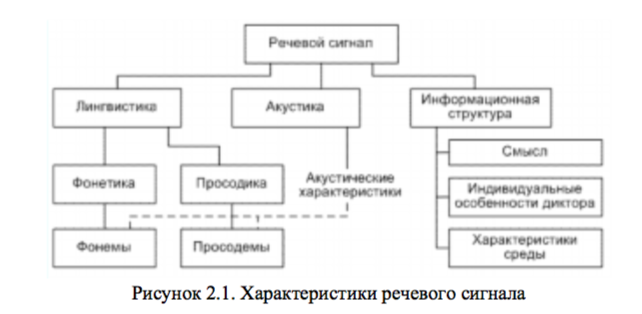 Речевой сигнал
Лингвистика
Акустика
Информационная
структура
Фонетика
Просодика
Акустические
характеристики
Смысл
Индивидуальные
особенности диктора
Фонемы
Просодемы
Характеристики
среды
Рисунок 2.1. Характеристики речевого сигнала